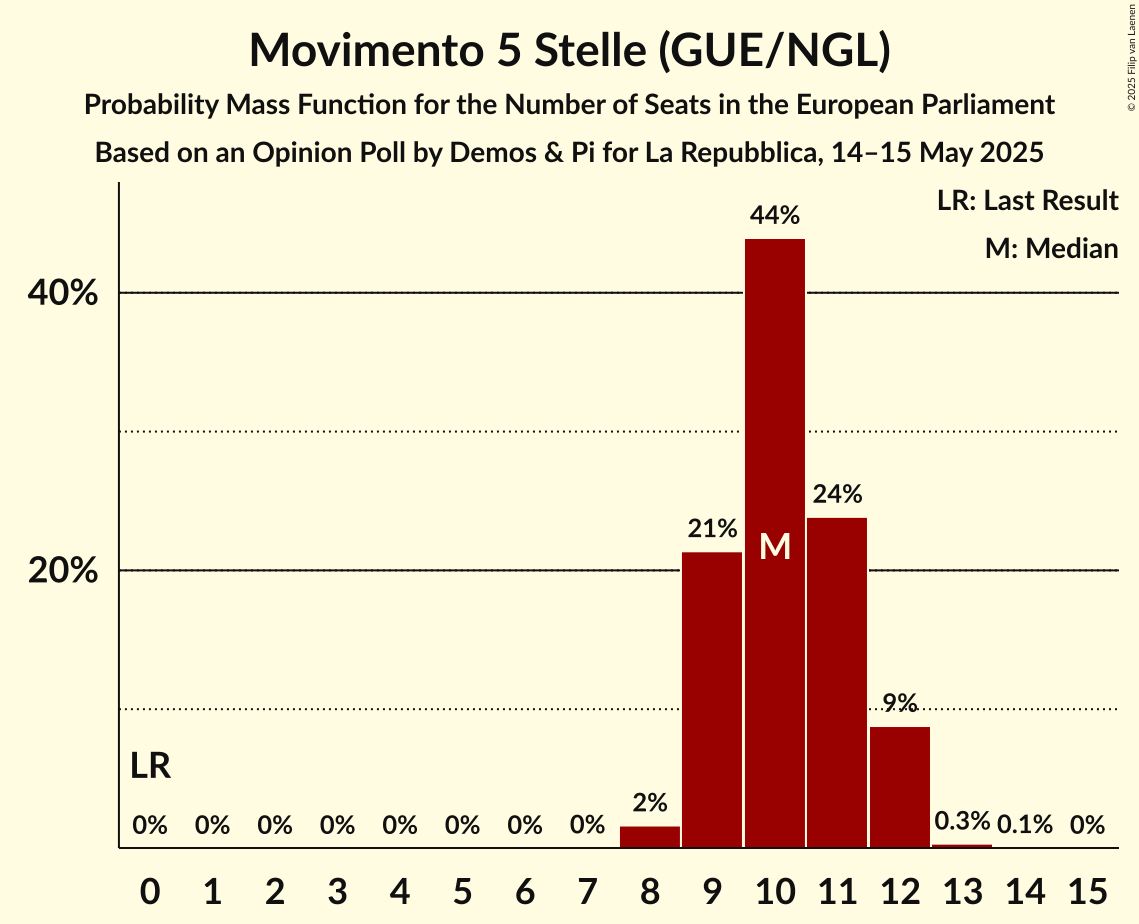 Movimento 5 Stelle (GUE/NGL)
Probability Mass Function for the Number of Seats in the European Parliament
Based on an Opinion Poll by Demos & Pi for La Repubblica, 14–15 May 2025
© 2025 Filip van Laenen
LR: Last Result
M: Median
44%
40%
24%
21%
M
20%
9%
LR
2%
0% 0% 0% 0% 0% 0% 0% 0% 0.3% 0.1% 0%
0 1 2 3 4 5 6 7 8 9 10 11 12 13 14 15